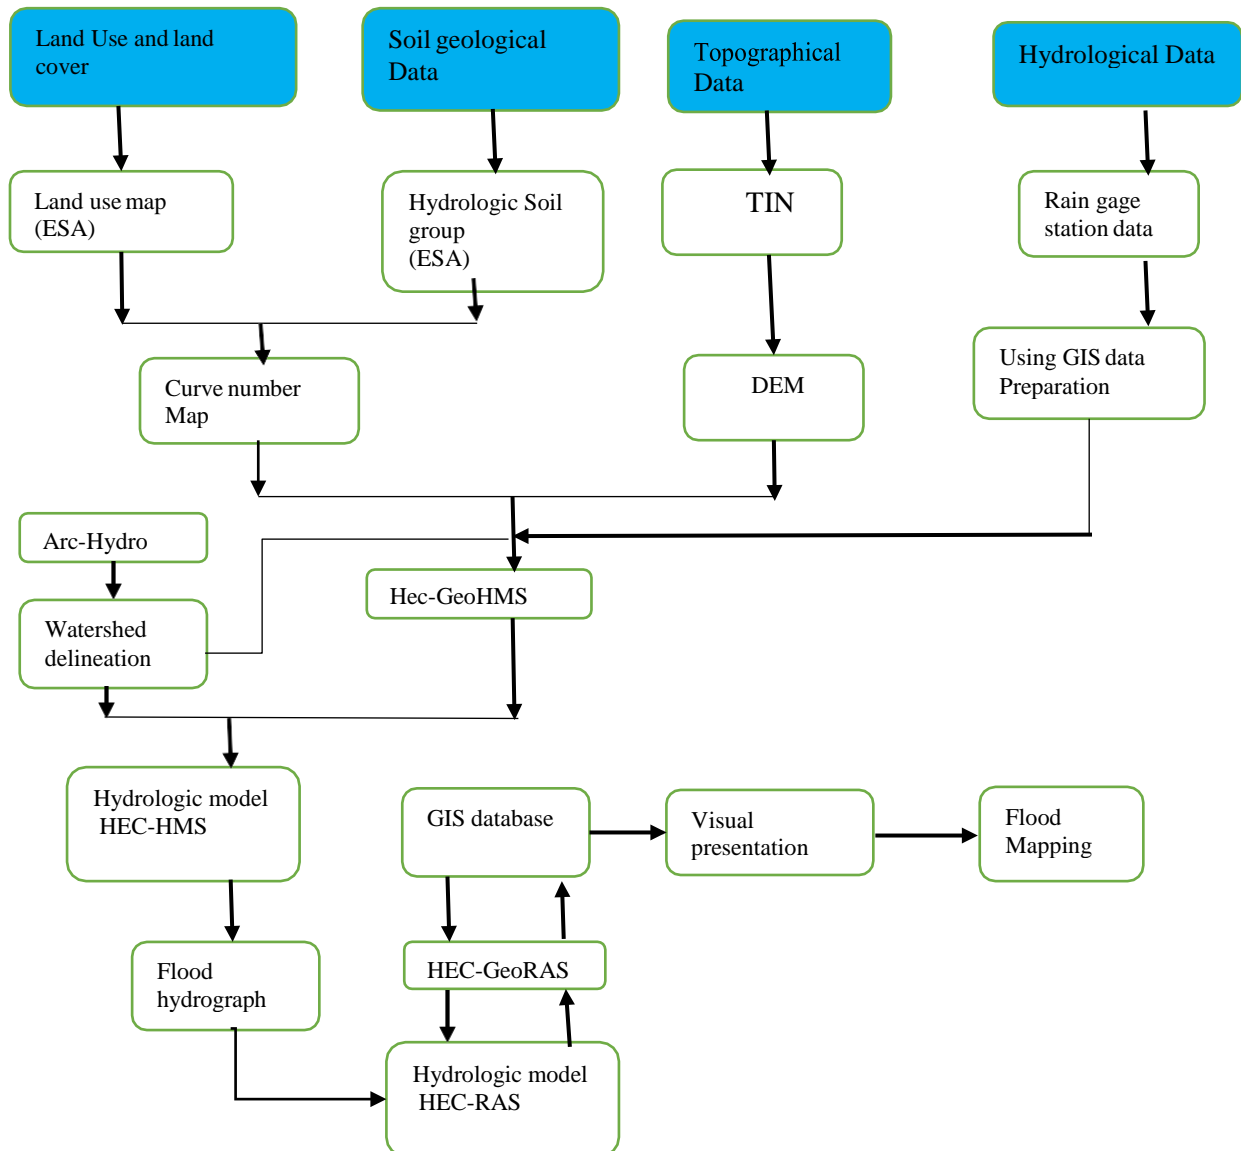 Land Use and land
cover
Soil geological
Data
Topographical
Data
Hydrological Data
Land use map
(ESA)
Hydrologic Soil
group
(ESA)
TIN
Rain gage
station data
Curve number
Map
DEM
Using GIS data
Preparation
Arc-Hydro
Hec-GeoHMS
Watershed
delineation
Hydrologic model
HEC-HMS
GIS database
Visual
presentation
Flood
Mapping
Flood
hydrograph
HEC-GeoRAS
Hydrologic model
HEC-RAS